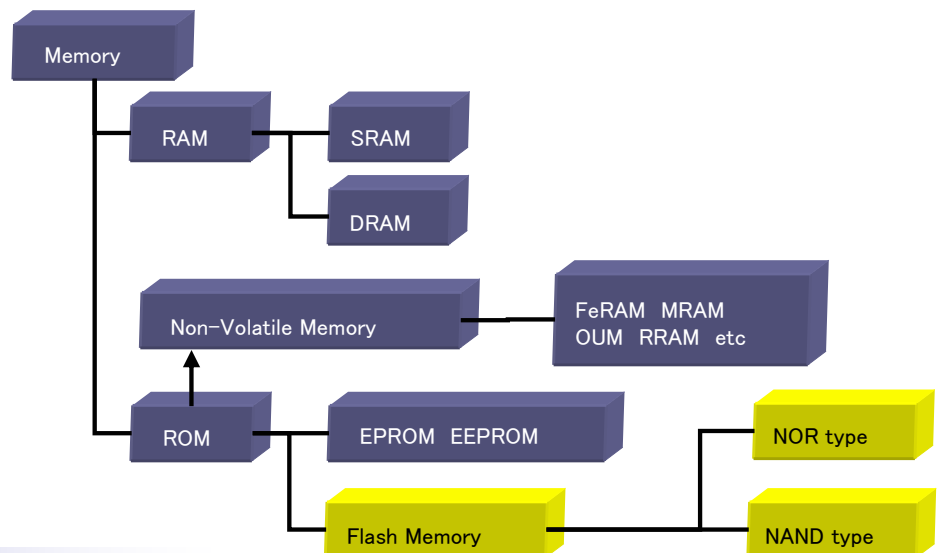 Memory
RAM
SRAM
DRAM
Non-Volatile Memory
FeRAM MRAM
OUM RRAM etc
ROM
EPROM EEPROM
NOR type
Flash Memory
NAND type